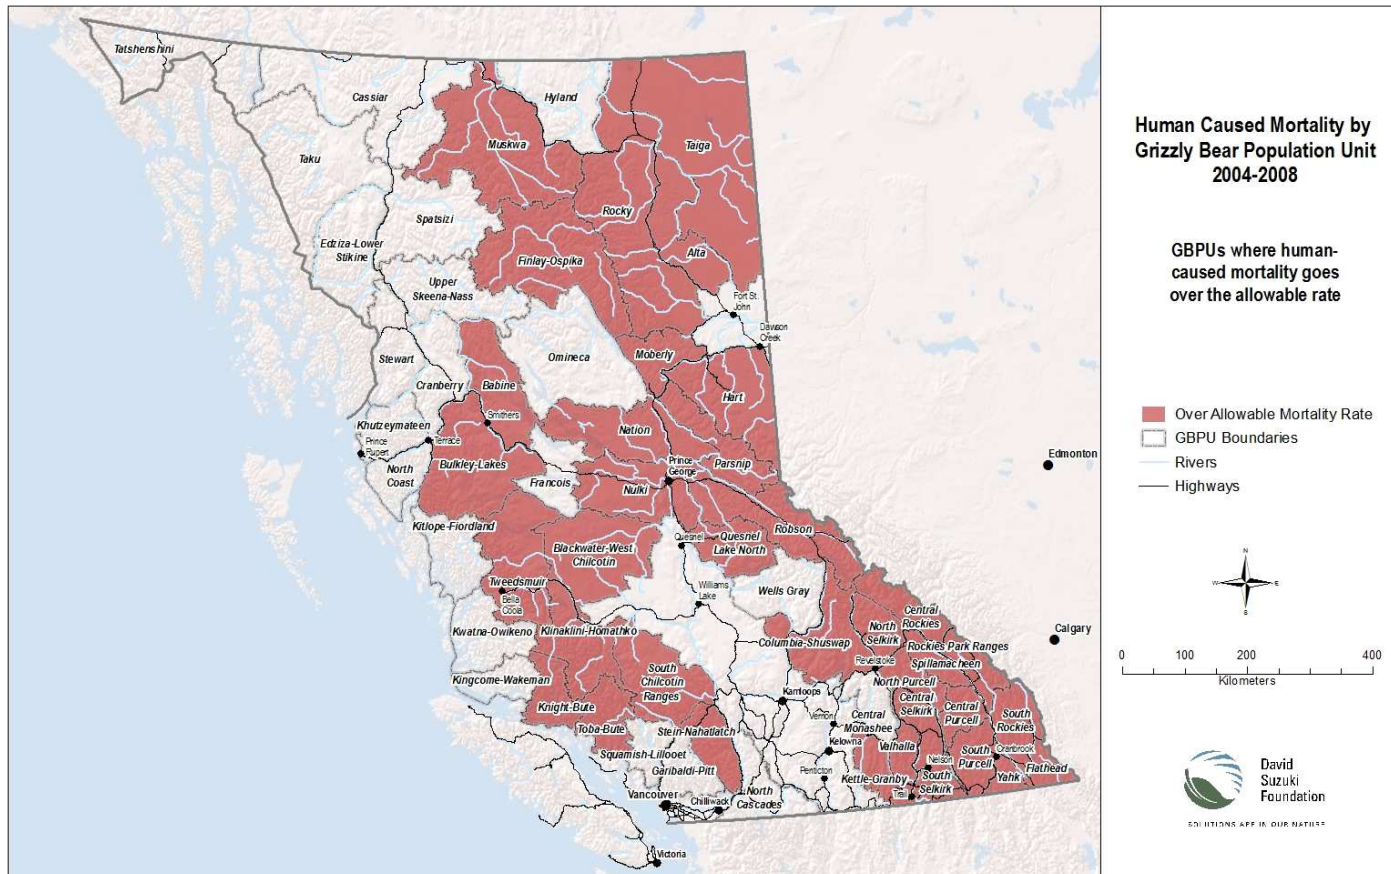 Human Caused Mortality by
Grizzly Bear Population Unit
2004-2008
GBPUs where human-
caused mortality goes
over the allowable rate
Over Allowable Mortality Rate
GBPU Boundaries
Rivers
Highways
N
W
E
S
0
100
200
400
Kilometers
David
Suzuki
Foundation
SOLUTIONS ARE IN OUR NATURE
Tatshenshini
Cassiar
Hyland
Taku
Muskwa
Taiga
Spatsizi
Rocky
Edziza-Lower
Stikine
Finlay-Ospika
Alta
Upper
Skeena-Nass
Fort St.
John
Dawson
Creek
Stewart
Omineca
Moberly
Cranberry
Babine
Hart
Khutzeymateen
Smithers
Prince
Rupert
Terrace
Nation
Edmonton
Bulkley-Lakes
Prince
George
Parsnip
North
Coast
Francois
Nulki
Kitlope-Fiordland
Robson
Quesnel
Quesnel
Lake North
Blackwater-West
Chilcotin
Tweedsmuir
Bella
Coola
Williams
Lake
Wells Gray
Kwatna-Owikeno
Klinaklini-Homathko
Columbia-Shuswap
North
Selkirk
Central
Rockies
Calgary
Rockies Park Ranges
Spillamacheen
Revelstoke
Kingcome-Wakeman
South
Chilcotin
Ranges
North Purcell
Knight-Bute
Kamloops
Central
Selkirk
Central
Purcell
South
Rockies
Toba-Bute
Stein-Nahatlatch
Vernon
Central
Monashee
Squamish-Lillooet
Kelowna
Valhalla
South
Purcell
Cranbrook
Garibaldi-Pitt
Penticton
Kettle-Granby
Nelson
Flathead
South
Selkirk
Yahk
Trail
North
Cascades
Vancouver
Chilliwack
Victoria